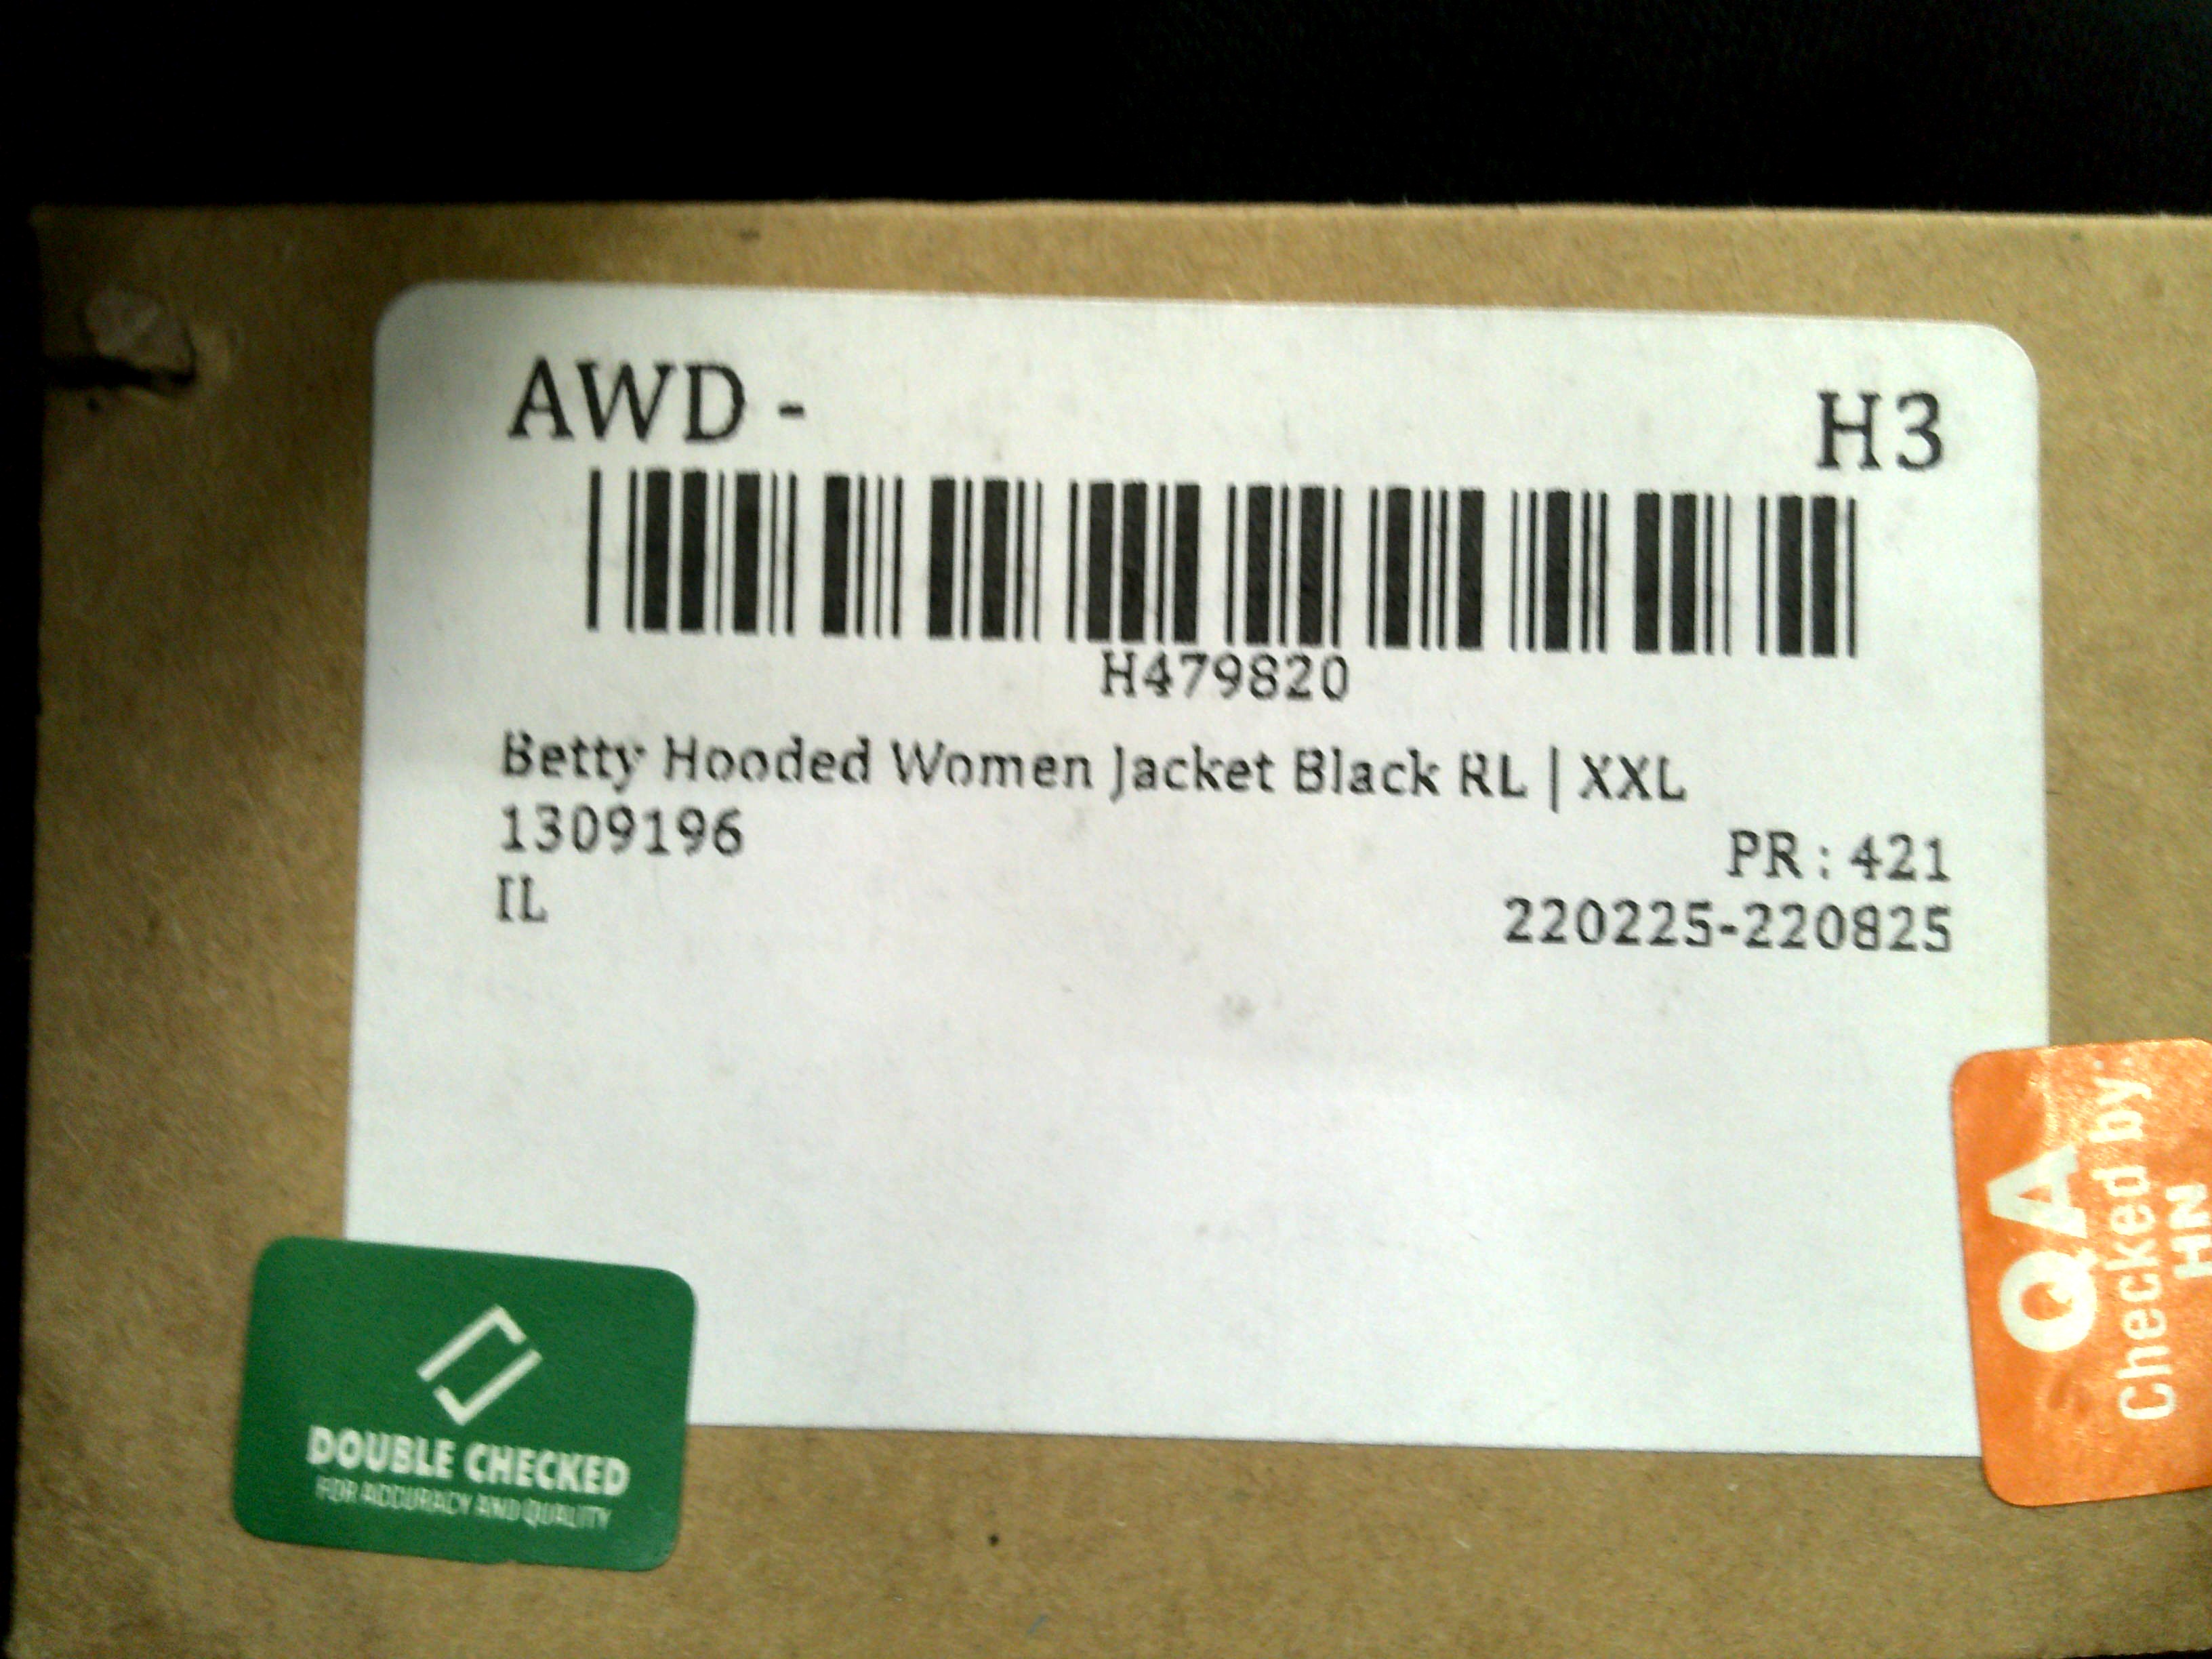 AWD -
H3
H479820
Betty Hooded Women Jacket Black RL | XXL
1309196
PR : 421
IL
220225-220825
QA
Checked by:
HN
DOUBLE CHECKED
FOR ACCURACY AND QUALITY